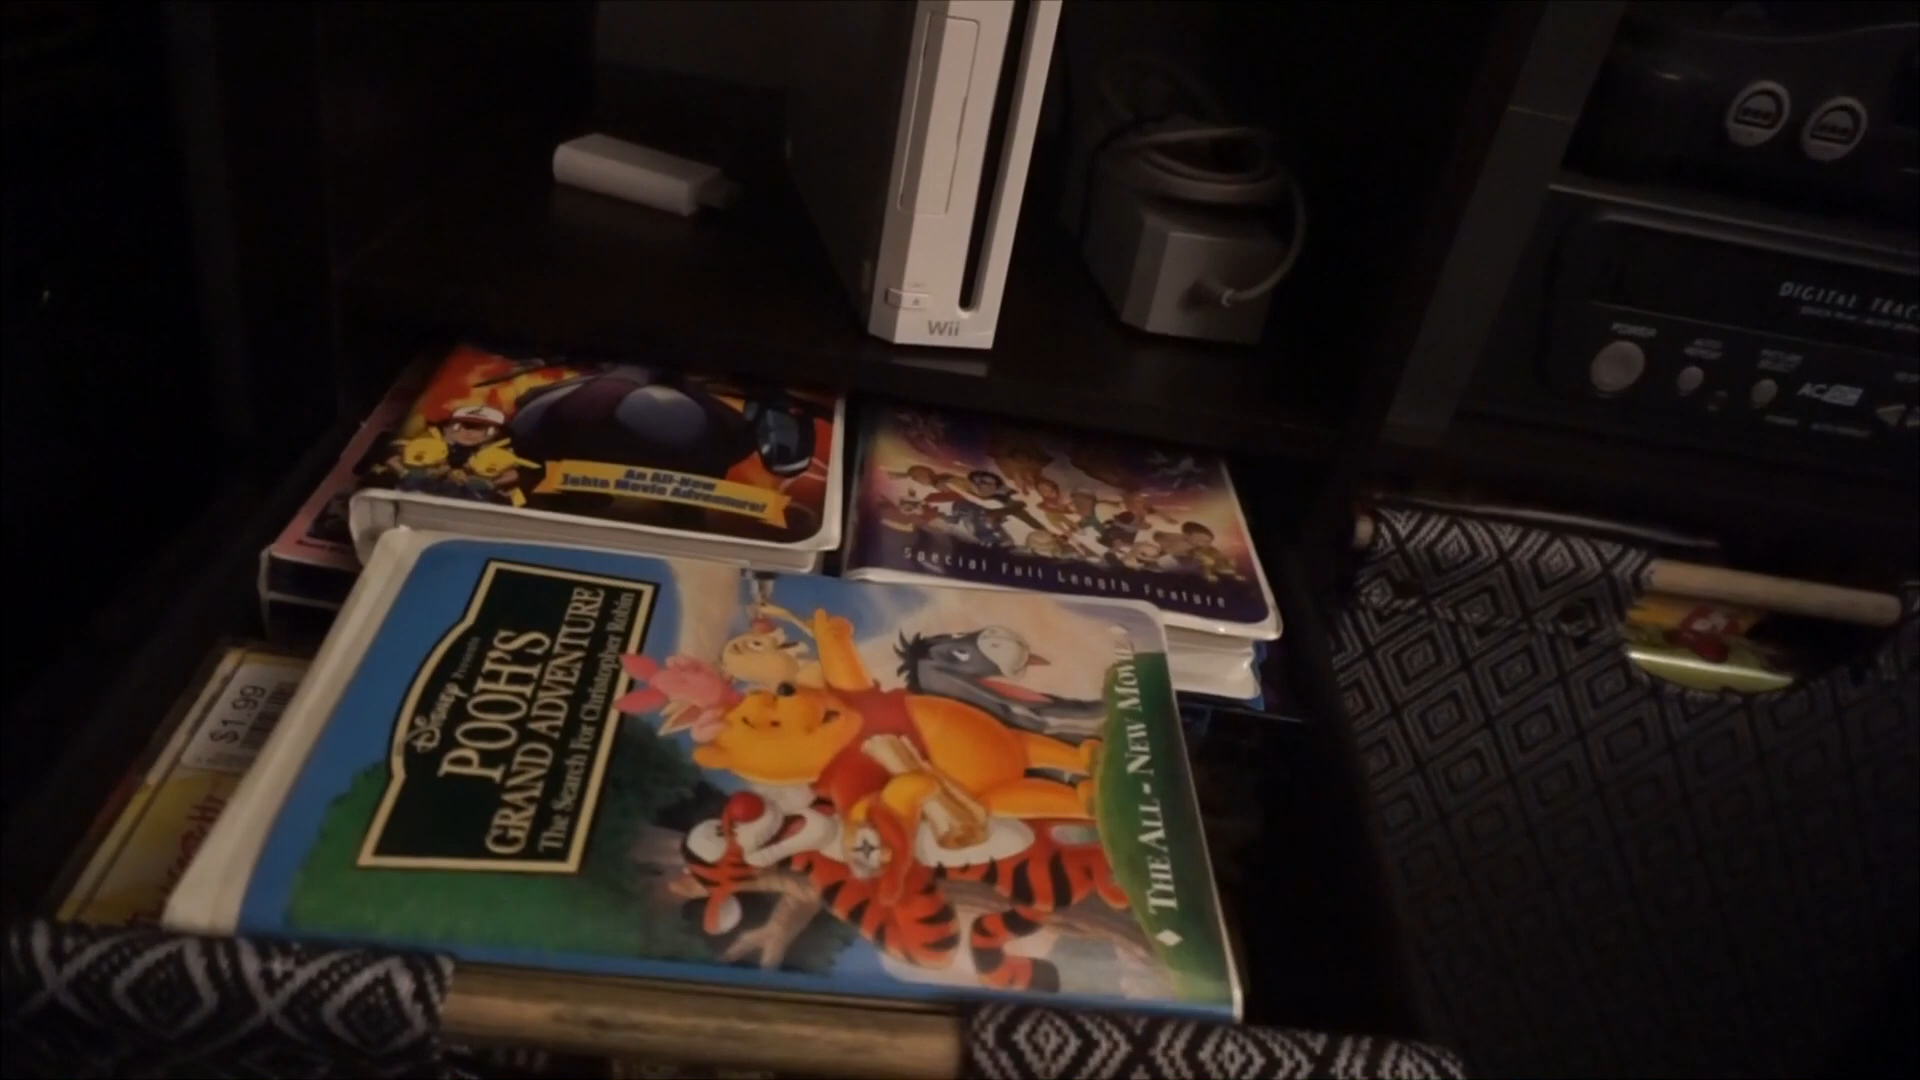 Wii
DIGITAL TRAC
POWER
An All-New
Johto Movie Adventure!
Special Full Length Feature
$1.99
Disney Presents
POOH'S
GRAND ADVENTURE
The Search For Christopher Robin
THE ALL-NEW MOVIE